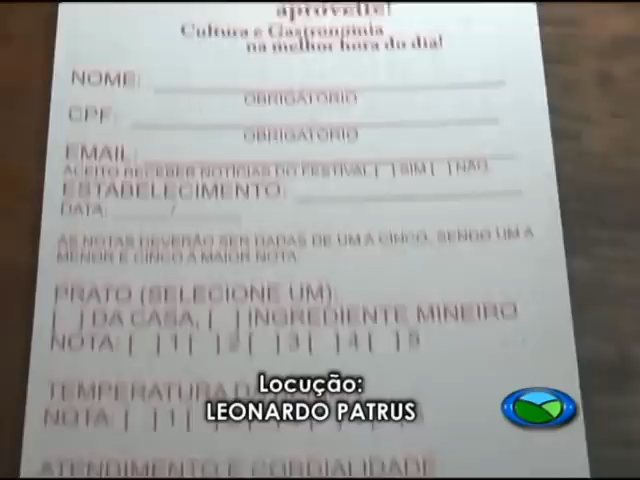 aproveite!
Cultura e Gastronomia
na melhor hora do dia!
NOME:
OBRIGATÓRIO
CPF:
OBRIGATÓRIO
EMAIL:
ACEITO RECEBER NOTÍCIAS DO FESTIVAL [ ] SIM [ ] NÃO
ESTABELECIMENTO:
DATA: /
AS NOTAS DEVERÃO SER DADAS DE UM A CINCO, SENDO UM A
MENOR E CINCO A MAIOR NOTA
PRATO (SELECIONE UM)
[ ] DA CASA, [ ] INGREDIENTE MINEIRO
NOTA: [ ]1[ ]2[ ]3[ ]4[ ]5
TEMPERATURA
Locução:
LEONARDO PATRUS
NOTA: [ ]1[
ATENDIMENTO E CORDIALIDADE